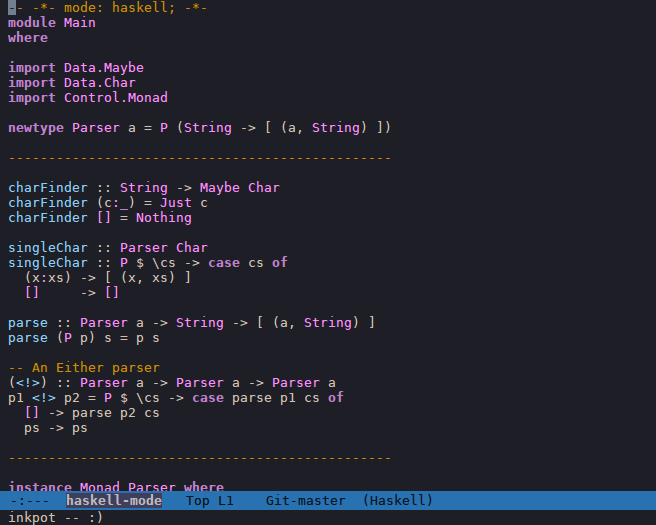 -- -*- mode: haskell; -*-
module Main
where

import Data.Maybe
import Data.Char
import Control.Monad

newtype Parser a = P (String -> [ (a, String) ])

------------------------------------------------

charFinder :: String -> Maybe Char
charFinder (c:_) = Just c
charFinder [] = Nothing

singleChar :: Parser Char
singleChar :: P $ \cs -> case cs of
  (x:xs) -> [ (x, xs) ]
  []     -> []

parse :: Parser a -> String -> [ (a, String) ]
parse (P p) s = p s

-- An Either parser
(<!>) :: Parser a -> Parser a -> Parser a
p1 <!> p2 = P $ \cs -> case parse p1 cs of
  [] -> parse p2 cs
  ps -> ps

------------------------------------------------

instance Monad Parser where
-:---  haskell-mode   Top L1    Git-master  (Haskell)
inkpot -- :)